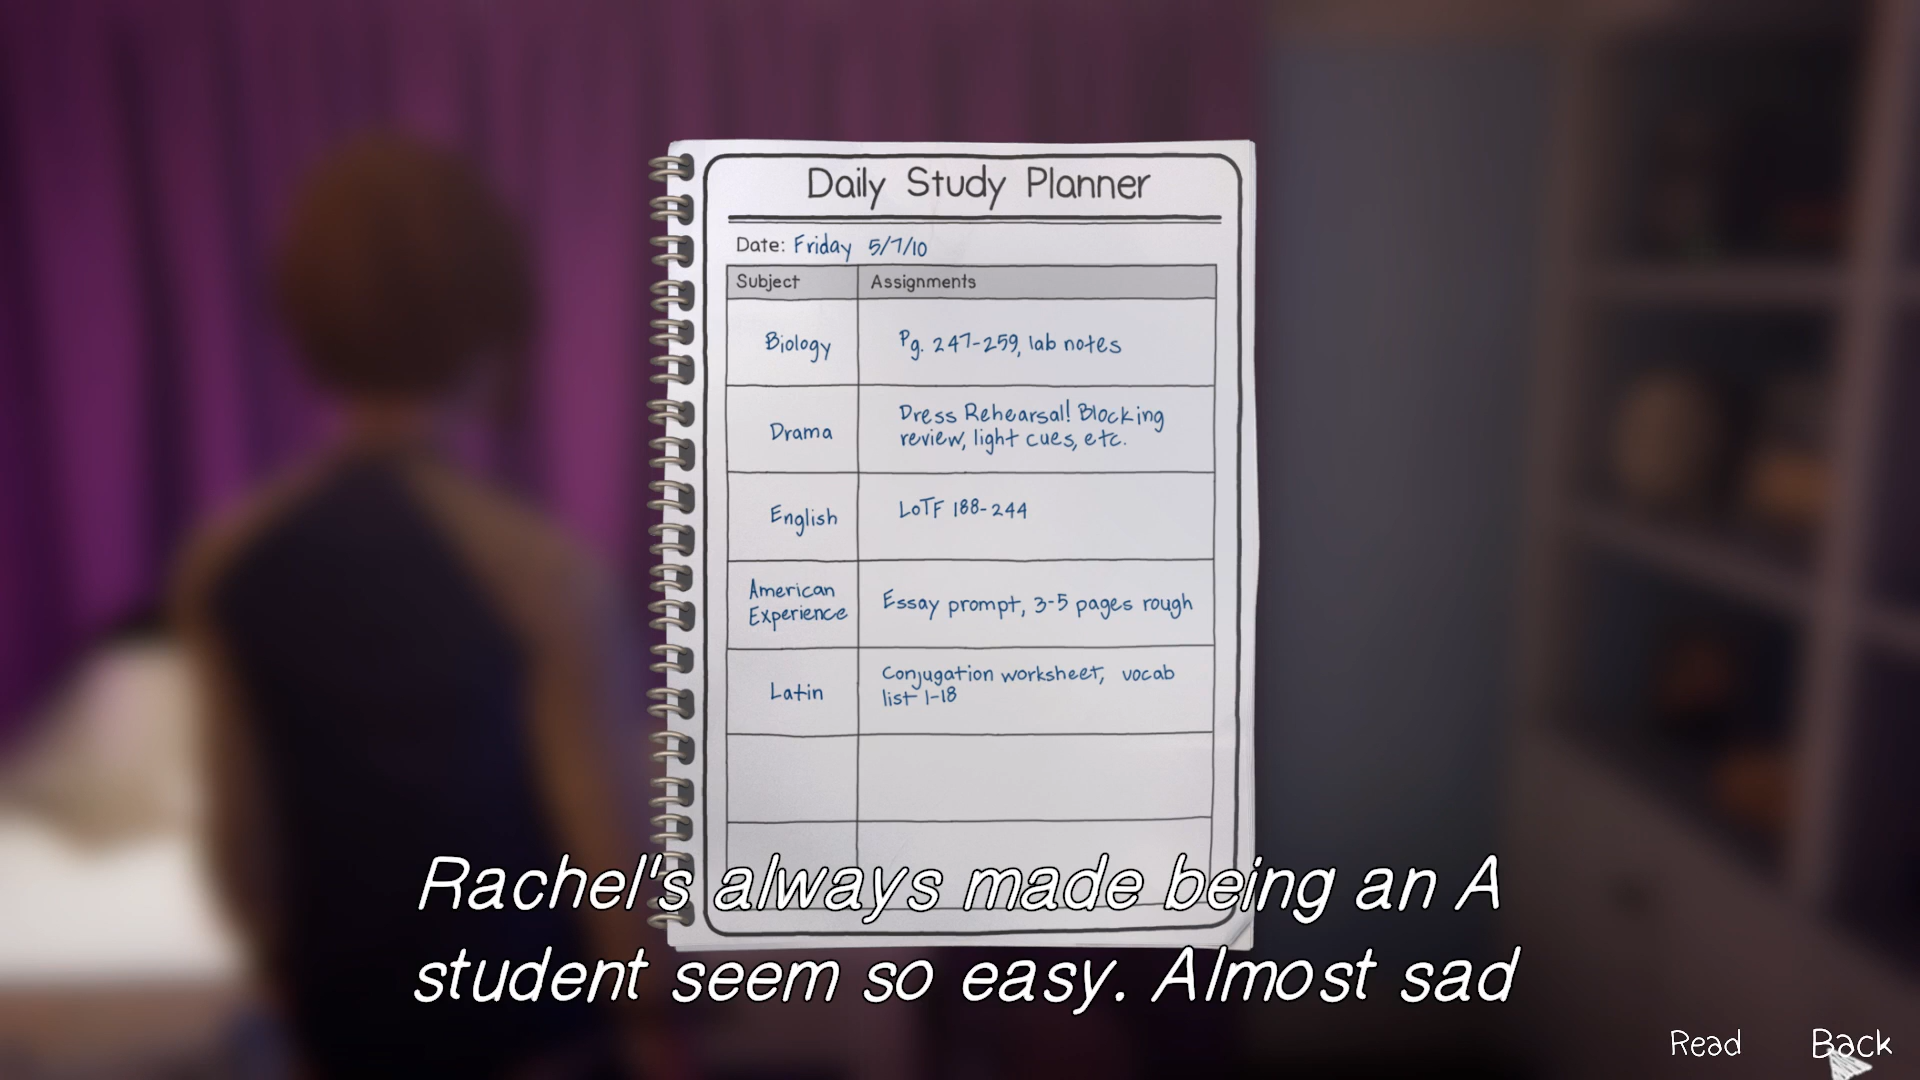 Daily Study Planner
Date: Friday 5/7/10
Subject Assignments
Biology Pg. 247-259, lab notes
Drama Dress Rehearsal! Blocking
review, light cues, etc.
English LoTF 188-244
American
Experience Essay prompt, 3-5 pages rough
Latin Conjugation worksheet, vocab
list 1-18
Rachel's always made being an A
student seem so easy. Almost sad
Read Back